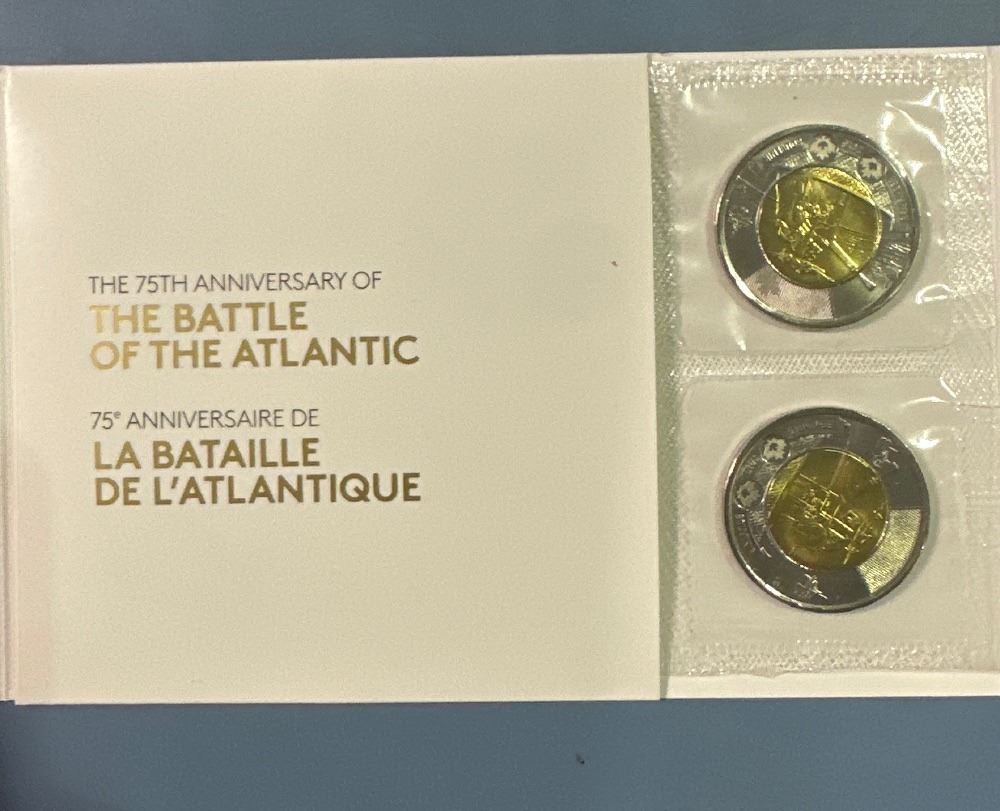 THE 75TH ANNIVERSARY OF
THE BATTLE
OF THE ATLANTIC
75e ANNIVERSAIRE DE
LA BATAILLE
DE L'ATLANTIQUE